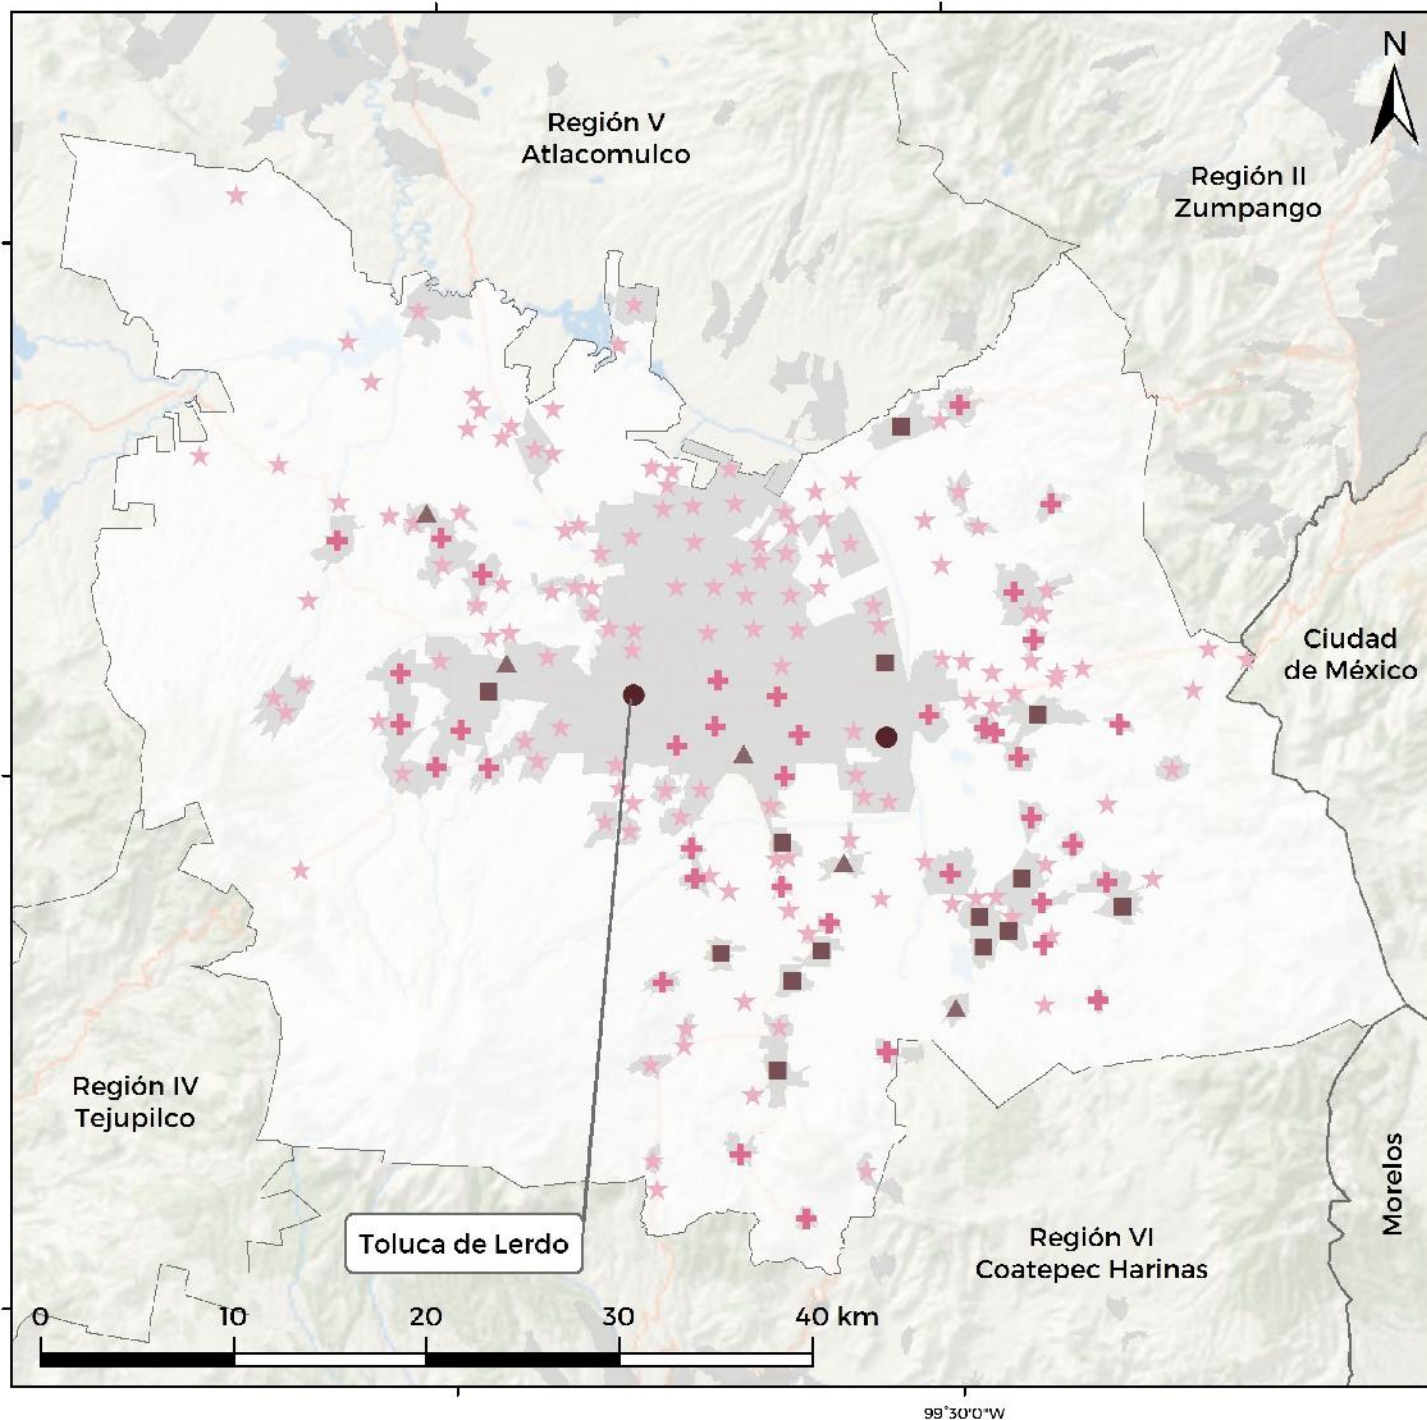 N
Región V
Atlacomulco
Región II
Zumpango
Ciudad
de México
Región IV
Tejupilco
Morelos
Toluca de Lerdo
Región VI
Coatepec Harinas
0 10 20 30 40 km
99°30'0"W